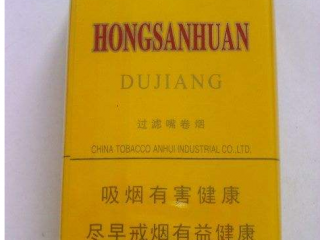 HONGSANHUAN
DUJIANG
过滤嘴卷烟
CHINA TOBACCO ANHUI INDUSTRIAL CO.,LTD.
吸烟有害健康
尽早戒烟有益健康